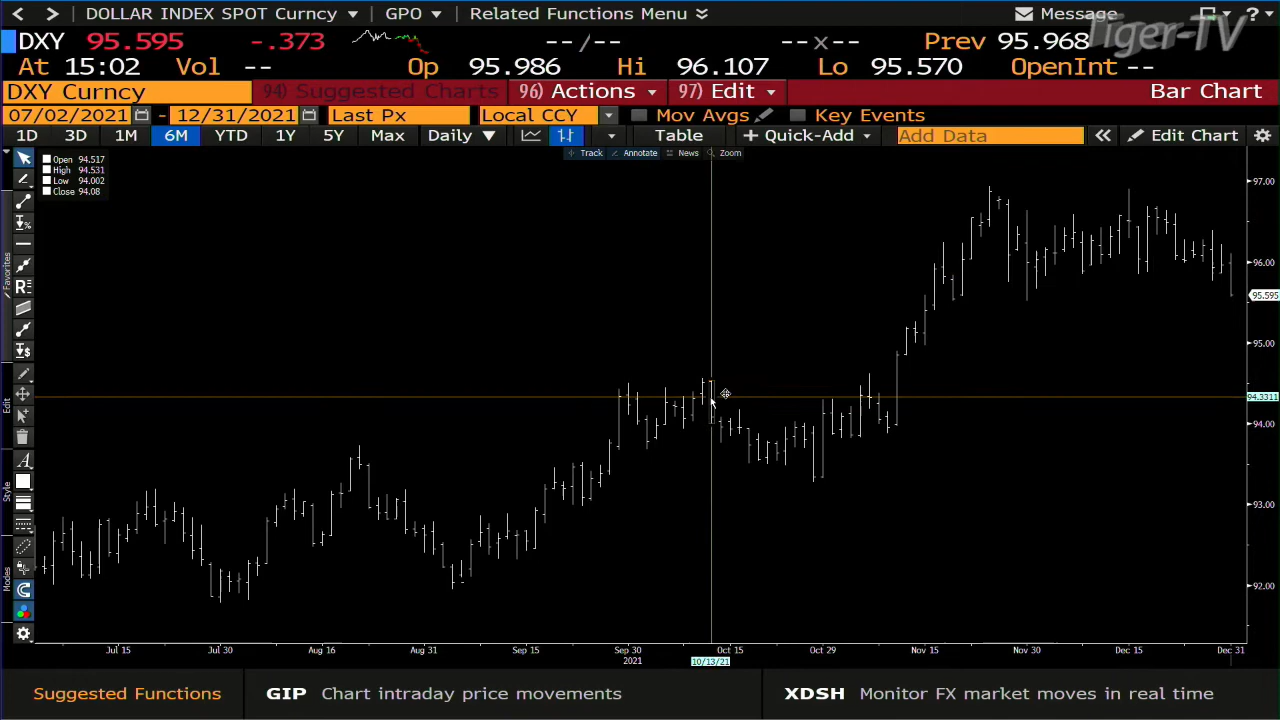 DOLLAR INDEX SPOT Curncy GPO Related Functions Menu Message ?
Tiger-TV
DXY 95.595 -.373 --/-- --x-- Prev 95.968
At 15:02 Vol -- Op 95.986 Hi 96.107 Lo 95.570 OpenInt --
DXY Curncy 94) Suggested Charts 96) Actions 97) Edit Bar Chart
07/02/2021 - 12/31/2021 Last Px Local CCY Mov Avgs Key Events
1D 3D 1M 6M YTD 1Y 5Y Max Daily Table + Quick-Add Add Data Edit Chart
Track Annotate News Zoom
Open 94.517
High 94.531
Low 94.002
Close 94.08
97.00
96.00
95.595
95.00
94.3311
94.00
93.00
92.00
Favorites
Edit
Style
Modes
Jul 15 Jul 30 Aug 16 Aug 31 Sep 15 Sep 30 Oct 15 Oct 29 Nov 15 Nov 30 Dec 15 Dec 31
2021 10/13/21
Suggested Functions GIP Chart intraday price movements XDSH Monitor FX market moves in real time